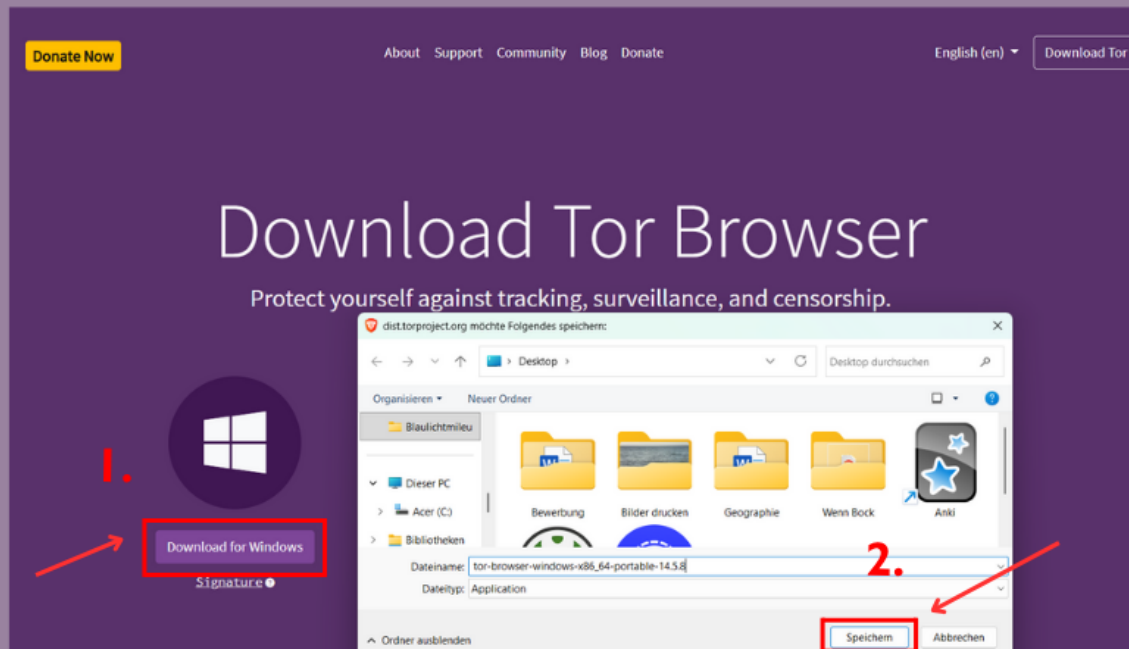 Donate Now
About Support Community Blog Donate
English (en)
Download Tor
Download Tor Browser
Protect yourself against tracking, surveillance, and censorship.
dist.torproject.org möchte Folgendes speichern:
Desktop
Desktop durchsuchen
Organisieren
Neuer Ordner
Blaulichtmileu
Dieser PC
Acer (C:)
Bibliotheken
Bewerbung
Bilder drucken
Geographie
Wenn Bock
Anki
1.
Download for Windows
Signature
2.
Dateiname: tor-browser-windows-x86_64-portable-14.5.8
Dateityp: Application
Ordner ausblenden
Speichern
Abbrechen